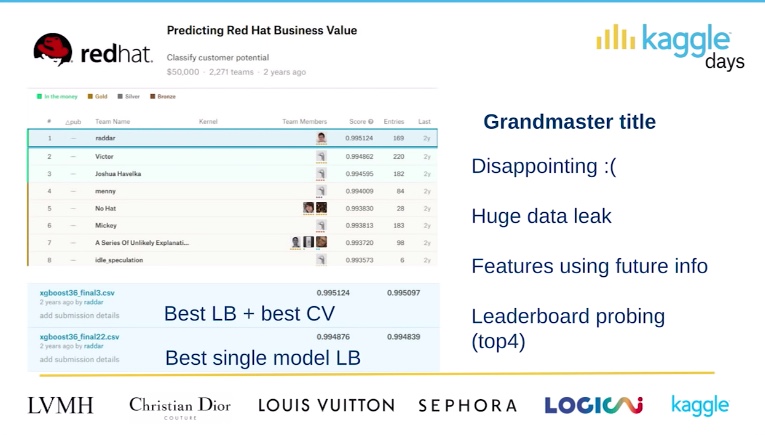 redhat.
Predicting Red Hat Business Value
Classify customer potential
$50,000 · 2,271 teams · 2 years ago
kaggle
days
In the money Gold Silver Bronze
# △pub Team Name Kernel Team Members Score Entries Last
1 — raddar 0.995124 169 2y
2 — Victor 0.994862 220 2y
3 — Joshua Havelka 0.994595 182 2y
4 — menny 0.994009 84 2y
5 — No Hat 0.993830 28 2y
6 — Mickey 0.993813 183 2y
7 — A Series Of Unlikely Explanati... 0.993720 98 2y
8 — idle_speculation 0.993573 6 2y
xgboost36_final3.csv 0.995124 0.995097
2 years ago by raddar
add submission details
Best LB + best CV
xgboost36_final22.csv 0.994876 0.994839
2 years ago by raddar
add submission details
Best single model LB
Grandmaster title
Disappointing :(
Huge data leak
Features using future info
Leaderboard probing
(top4)
LVMH
Christian Dior
COUTURE
LOUIS VUITTON
SEPHORA
LOGICAI
kaggle